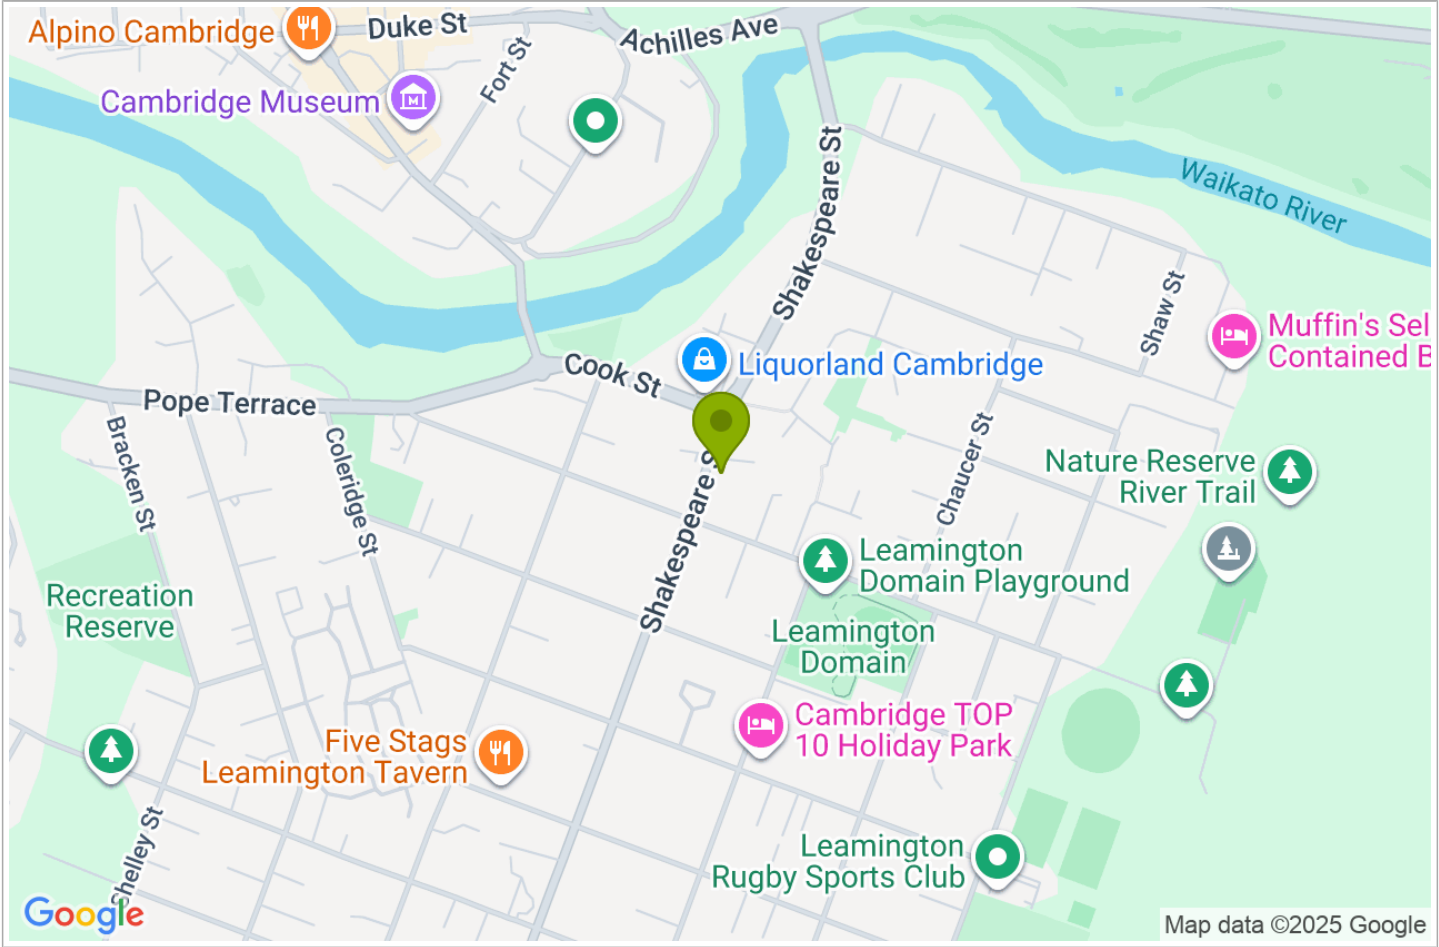 Alpino Cambridge
Duke St
Achilles Ave
Fort St
Cambridge Museum
Shakespeare St
Waikato River
Shaw St
Muffin's Sel
Contained B
Liquorland Cambridge
Cook St
Pope Terrace
Bracken St
Coleridge St
Chaucer St
Nature Reserve
River Trail
Shakespeare S
Leamington
Domain Playground
Recreation
Reserve
Leamington
Domain
Cambridge TOP
10 Holiday Park
Five Stags
Leamington Tavern
Shelley St
Leamington
Rugby Sports Club
Google
Map data ©2025 Google